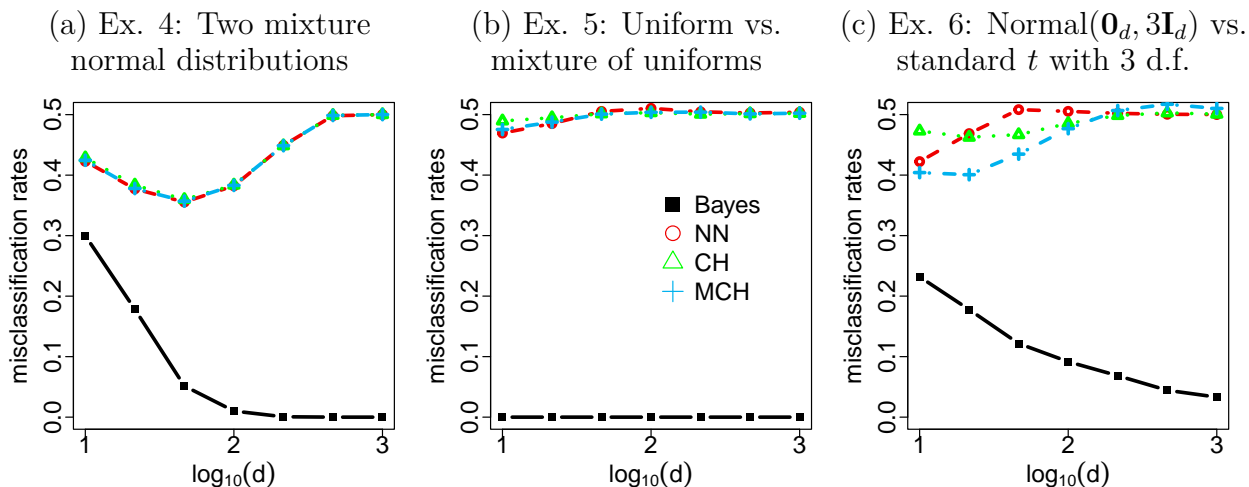 (a) Ex. 4: Two mixture
normal distributions
(b) Ex. 5: Uniform vs.
mixture of uniforms
(c) Ex. 6: Normal(𝟎_d, 3𝐈_d) vs.
standard t with 3 d.f.
misclassification rates
0.5
0.4
0.3
0.2
0.1
0.0
1
2
3
log₁₀(d)
misclassification rates
0.5
0.4
0.3
0.2
0.1
0.0
Bayes
NN
CH
MCH
1
2
3
log₁₀(d)
misclassification rates
0.5
0.4
0.3
0.2
0.1
0.0
1
2
3
log₁₀(d)